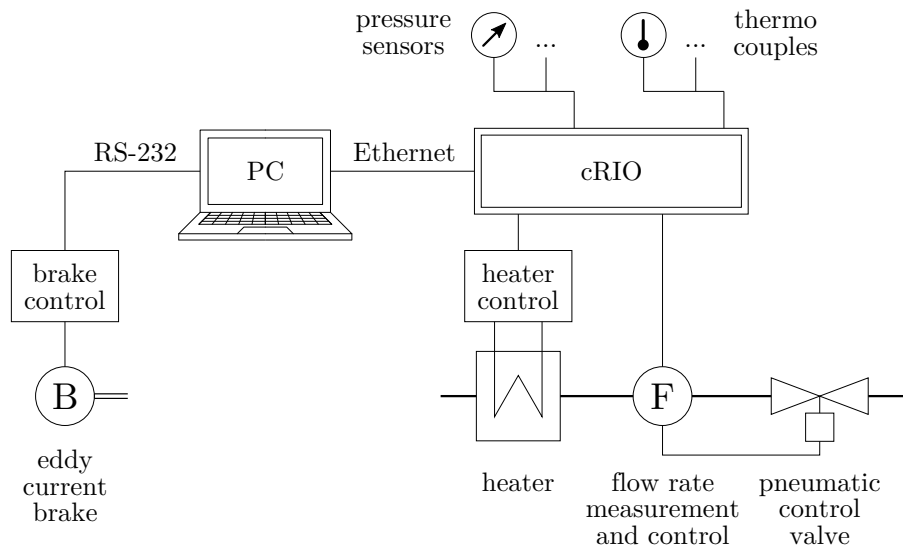 pressure
sensors
...
...
thermo
couples
RS-232
PC
Ethernet
cRIO
brake
control
heater
control
B
F
eddy
current
brake
heater
flow rate
measurement
and control
pneumatic
control
valve